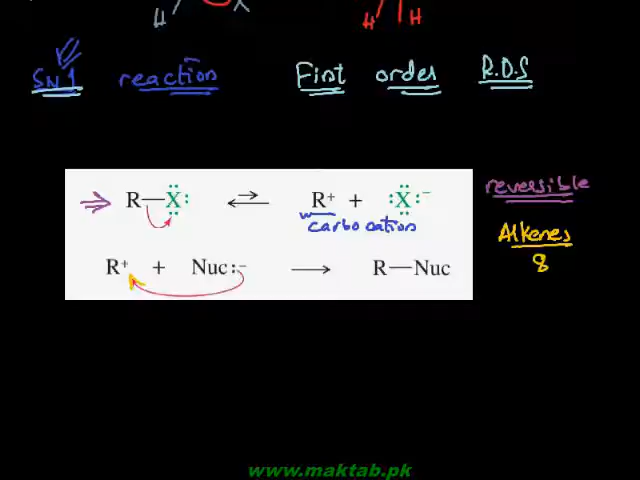 H X H H
SN1 reaction First order R.D.S
R—X: ⇌ R⁺ + :X:⁻ reversible
carbocation
Alkenes
R⁺ + Nuc:⁻ → R—Nuc 8
www.maktab.pk